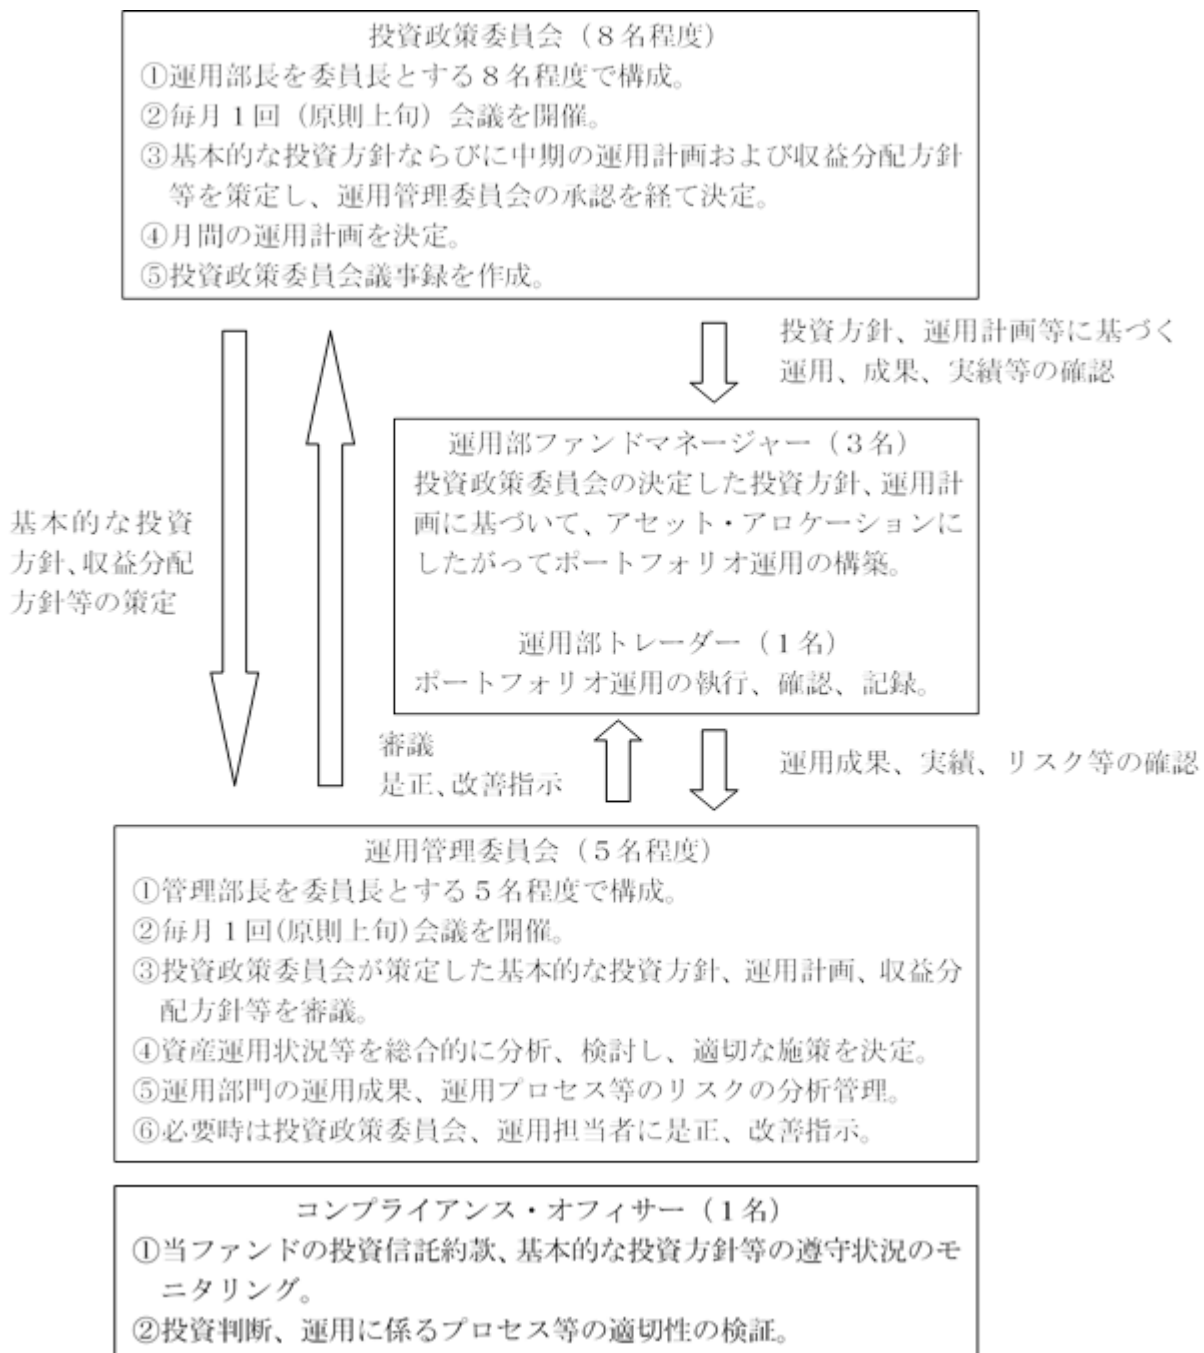 投資政策委員会（８名程度）
①運用部長を委員長とする８名程度で構成。
②毎月１回（原則上旬）会議を開催。
③基本的な投資方針ならびに中期の運用計画および収益分配方針
等を策定し、運用管理委員会の承認を経て決定。
④月間の運用計画を決定。
⑤投資政策委員会議事録を作成。
投資方針、運用計画等に基づく
運用、成果、実績等の確認
運用部ファンドマネージャー（３名）
投資政策委員会の決定した投資方針、運用計
画に基づいて、アセット・アロケーションに
したがってポートフォリオ運用の構築。
運用部トレーダー（１名）
ポートフォリオ運用の執行、確認、記録。
基本的な投資
方針、収益分配
方針等の策定
審議
是正、改善指示
運用成果、実績、リスク等の確認
運用管理委員会（５名程度）
①管理部長を委員長とする５名程度で構成。
②毎月１回(原則上旬)会議を開催。
③投資政策委員会が策定した基本的な投資方針、運用計画、収益分
配方針等を審議。
④資産運用状況等を総合的に分析、検討し、適切な施策を決定。
⑤運用部門の運用成果、運用プロセス等のリスクの分析管理。
⑥必要時は投資政策委員会、運用担当者に是正、改善指示。
コンプライアンス・オフィサー（１名）
①当ファンドの投資信託約款、基本的な投資方針等の遵守状況のモ
ニタリング。
②投資判断、運用に係るプロセス等の適切性の検証。